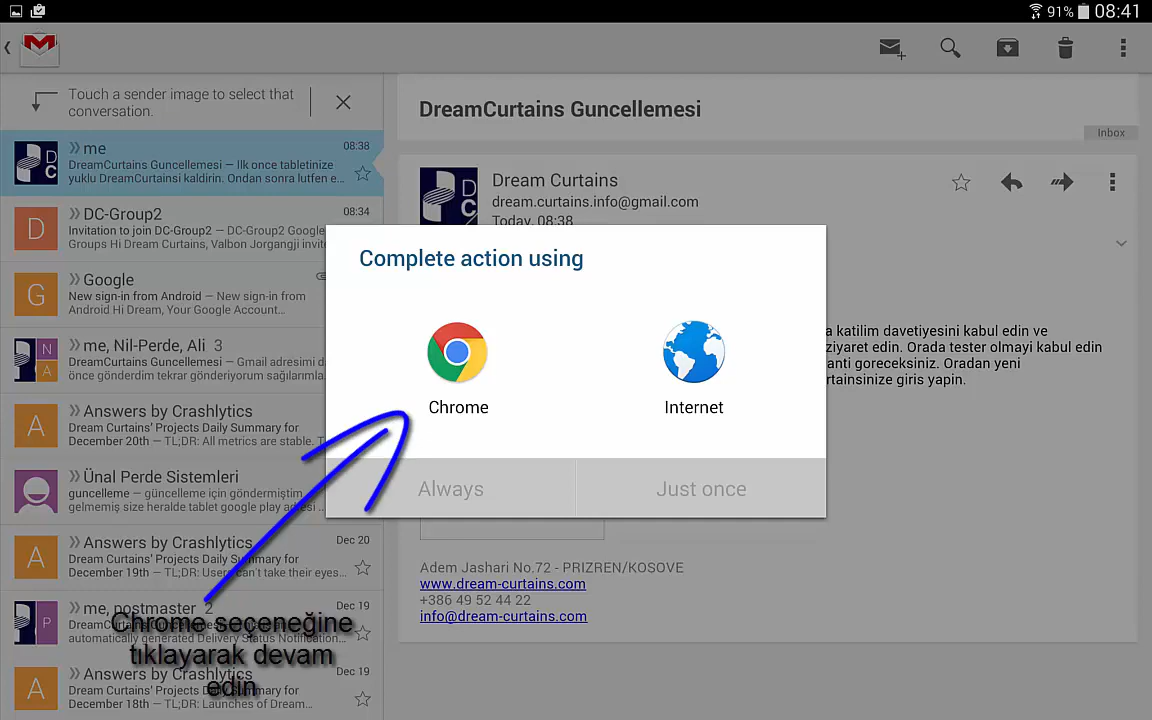 91% 08:41
Touch a sender image to select that
conversation.
me 08:38
DreamCurtains Guncellemesi — Ilk once tabletinize
yuklu DreamCurtainsi kaldirin. Ondan sonra lutfen e...
DC-Group2 08:34
Invitation to join DC-Group2 — DC-Group2 Google
Groups Hi Dream Curtains, Valbon Jorgangji invite
Google
New sign-in from Android — New sign-in from
Android Hi Dream, Your Google Account...
me, Nil-Perde, Ali 3
DreamCurtains Guncellemesi — Gmail adresimi d
önce gönderdim tekrar gönderiyorum sağılanmla.
Answers by Crashlytics
Dream Curtains' Projects Daily Summary for
December 20th — TL;DR: All metrics are stable. T
Ünal Perde Sistemleri
guncelleme — güncelleme için göndermiştim
gelmemiş size heralde tablet google play adres
Answers by Crashlytics Dec 20
Dream Curtains' Projects Daily Summary for
December 19th — TL;DR: Users can't take their eyes...
me, postmaster 2 Dec 19
automatically generated Delivery Status Notification...
Answers by Crashlytics Dec 19
Dream Curtains' Projects Daily Summary for
December 18th — TL;DR: Launches of Dream...
DreamCurtains Guncellemesi
Inbox
Dream Curtains
dream.curtains.info@gmail.com
Today, 08:38
a katilim davetiyesini kabul edin ve
ziyaret edin. Orada tester olmayi kabul edin
anti goreceksiniz. Oradan yeni
rtainsinize giris yapin.
Adem Jashari No.72 - PRIZREN/KOSOVE
www.dream-curtains.com
+386 49 52 44 22
info@dream-curtains.com
Complete action using
Chrome
Internet
Always
Just once
Chrome seçeneğine
tıklayarak devam
edin
D
C
D
G
N
A
A
A
P
A
D
C